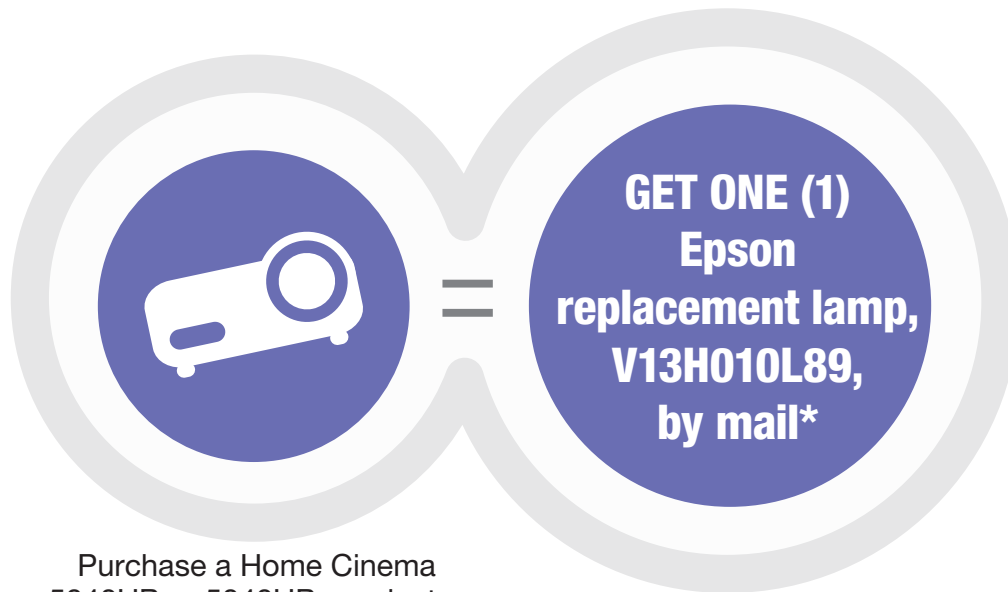 GET ONE (1)
Epson
replacement lamp,
V13H010L89,
by mail*
=
Purchase a Home Cinema